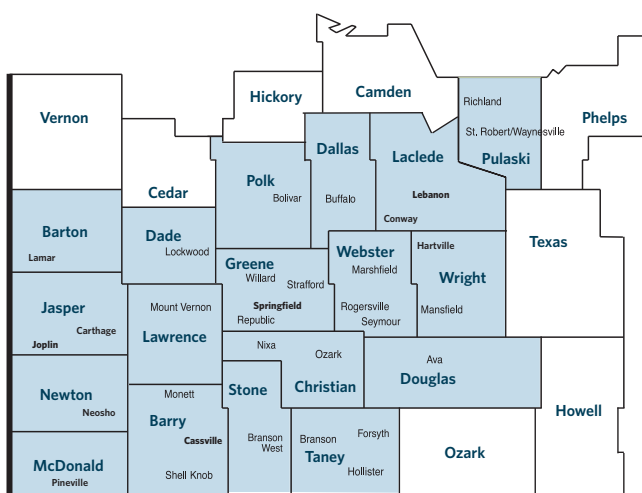 Camden
Hickory
Richland
Vernon
Phelps
St. Robert/Waynesville
Dallas
Laclede
Pulaski
Polk
Cedar
Lebanon
Bolivar
Buffalo
Conway
Barton
Dade
Lockwood
Lamar
Texas
Hartville
Webster
Greene
Marshfield
Willard
Wright
Strafford
Jasper
Mount Vernon
Springfield
Rogersville
Mansfield
Republic
Seymour
Carthage
Lawrence
Joplin
Nixa
Ozark
Ava
Douglas
Christian
Stone
Newton
Monett
Neosho
Howell
Barry
Cassville
Branson
West
Branson
Forsyth
Taney
Ozark
McDonald
Hollister
Shell Knob
Pineville